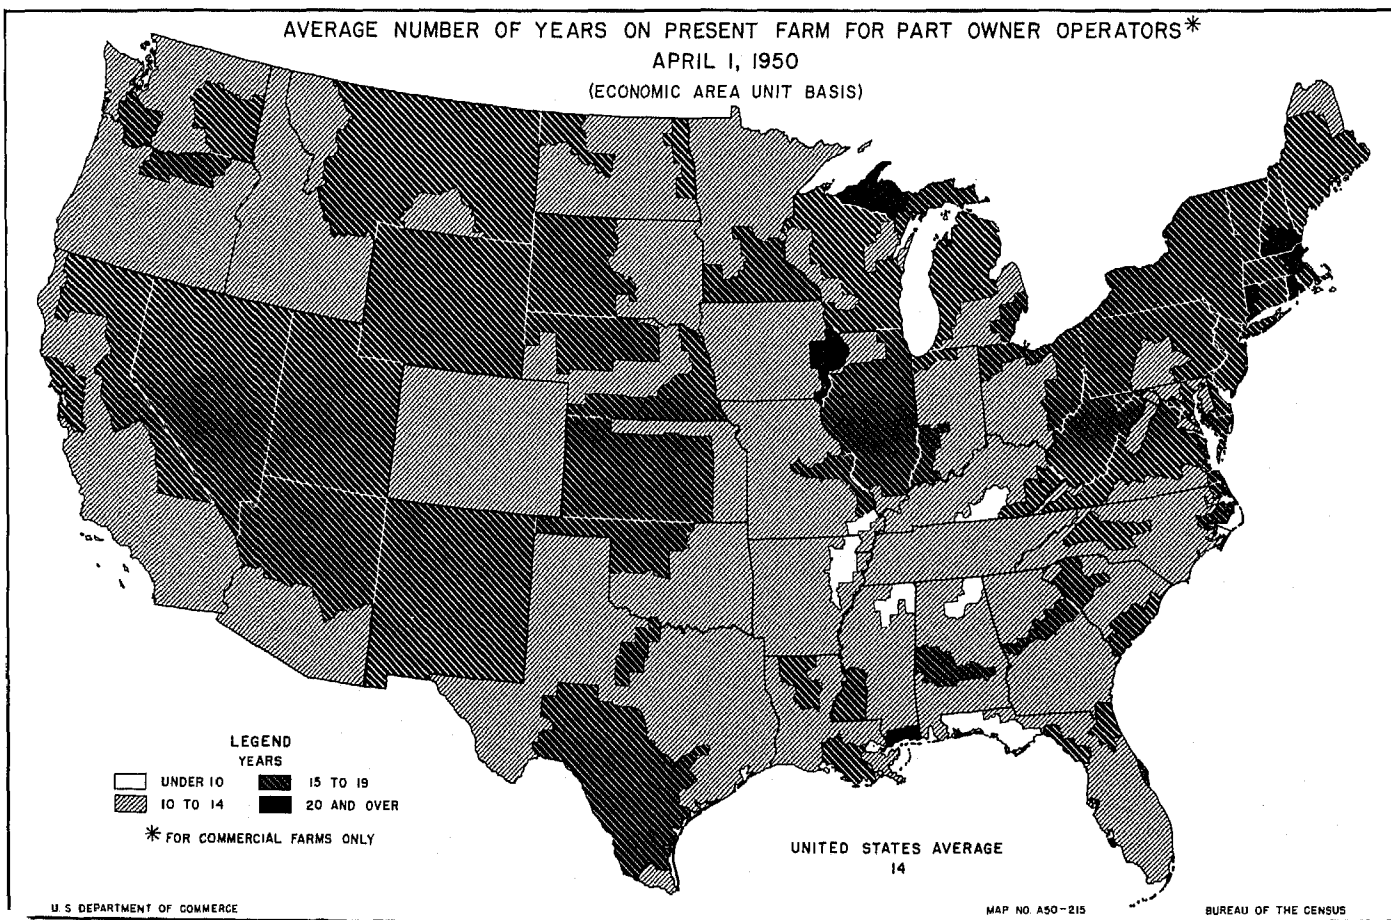 AVERAGE NUMBER OF YEARS ON PRESENT FARM FOR PART OWNER OPERATORS*
APRIL 1, 1950
(ECONOMIC AREA UNIT BASIS)
LEGEND
YEARS
UNDER 10
15 TO 19
10 TO 14
20 AND OVER
* FOR COMMERCIAL FARMS ONLY
UNITED STATES AVERAGE
14
U. S DEPARTMENT OF COMMERCE
MAP NO. A50-215
BUREAU OF THE CENSUS